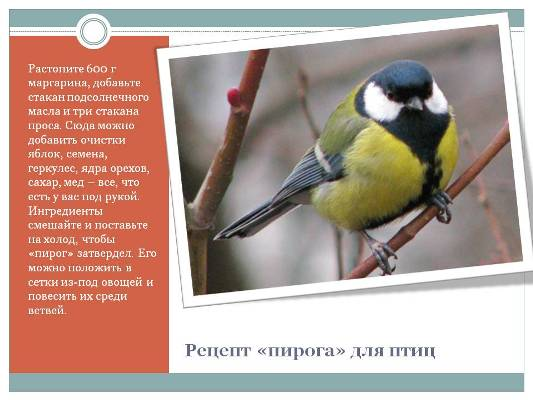 Растопите 600 г
маргарина, добавьте
стакан подсолнечного
масла и три стакана
проса. Сюда можно
добавить очистки
яблок, семена,
геркулес, ядра орехов,
сахар, мед – все, что
есть у вас под рукой.
Ингредиенты
смешайте и поставьте
на холод, чтобы
«пирог» затвердел. Его
можно положить в
сетки из-под овощей и
повесить их среди
ветвей.
Рецепт «пирога» для птиц